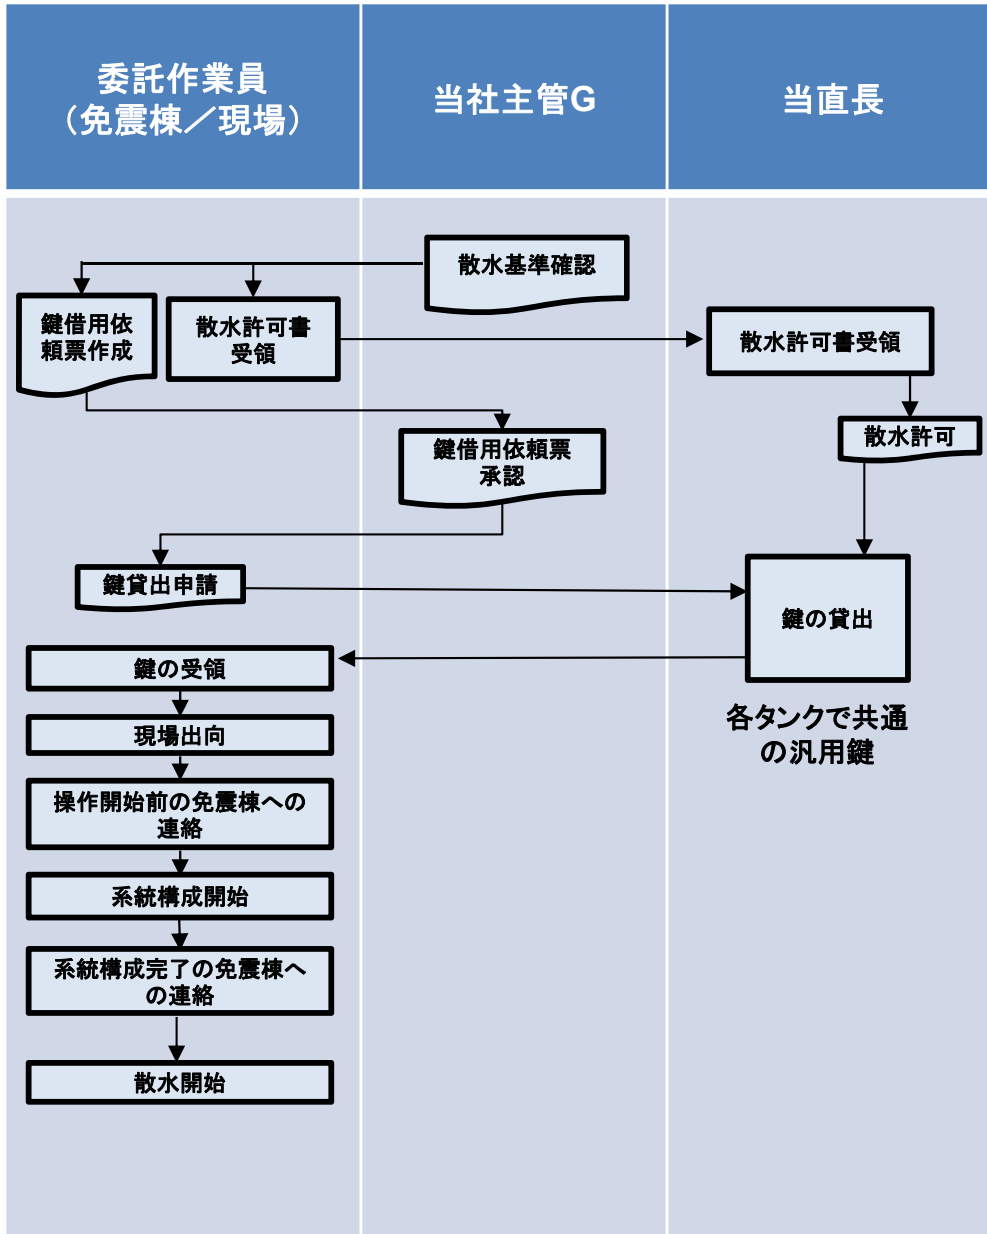 委託作業員
（免震棟／現場）
当社主管G
当直長
散水基準確認
鍵借用依
頼票作成
散水許可書
受領
散水許可書受領
散水許可
鍵借用依頼票
承認
鍵貸出申請
鍵の貸出
鍵の受領
各タンクで共通
の汎用鍵
現場出向
操作開始前の免震棟への
連絡
系統構成開始
系統構成完了の免震棟へ
の連絡
散水開始